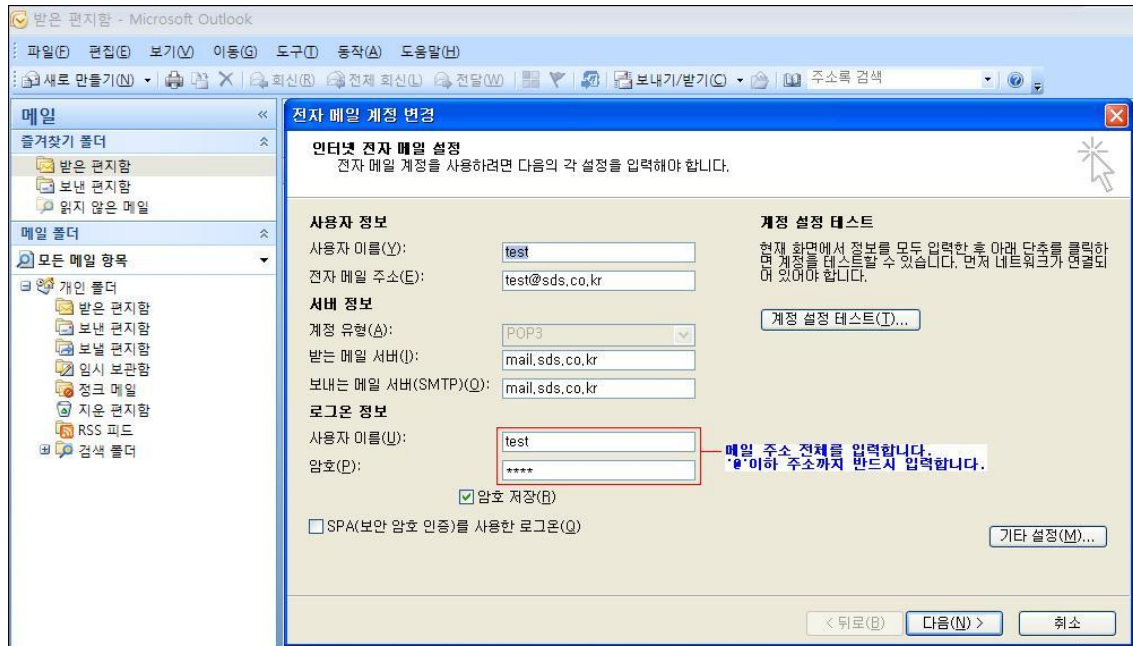 받은 편지함 - Microsoft Outlook
파일(F) 편집(E) 보기(V) 이동(G) 도구(T) 동작(A) 도움말(H)
새로 만들기(N) 회신(R) 전체 회신(L) 전달(W) 보내기/받기(C) 주소록 검색
메일
즐겨찾기 폴더
받은 편지함
보낸 편지함
읽지 않은 메일
메일 폴더
모든 메일 항목
개인 폴더
받은 편지함
보낸 편지함
보낼 편지함
임시 보관함
정크 메일
지운 편지함
RSS 피드
검색 폴더
전자 메일 계정 변경
인터넷 전자 메일 설정
전자 메일 계정을 사용하려면 다음의 각 설정을 입력해야 합니다.
사용자 정보
사용자 이름(Y): test
전자 메일 주소(E): test@sds.co.kr
서버 정보
계정 유형(A): POP3
받는 메일 서버(I): mail.sds.co.kr
보내는 메일 서버(SMTP)(O): mail.sds.co.kr
로그온 정보
사용자 이름(U): test
암호(P): ****
암호 저장(R)
SPA(보안 암호 인증)를 사용한 로그온(Q)
계정 설정 테스트
현재 화면에서 정보를 모두 입력한 후 아래 단추를 클릭하
면 계정을 테스트할 수 있습니다. 먼저 네트워크가 연결되
어 있어야 합니다.
계정 설정 테스트(T)...
메일 주소 전체를 입력합니다.
'@'이하 주소까지 반드시 입력합니다.
기타 설정(M)...
< 뒤로(B) 다음(N) > 취소